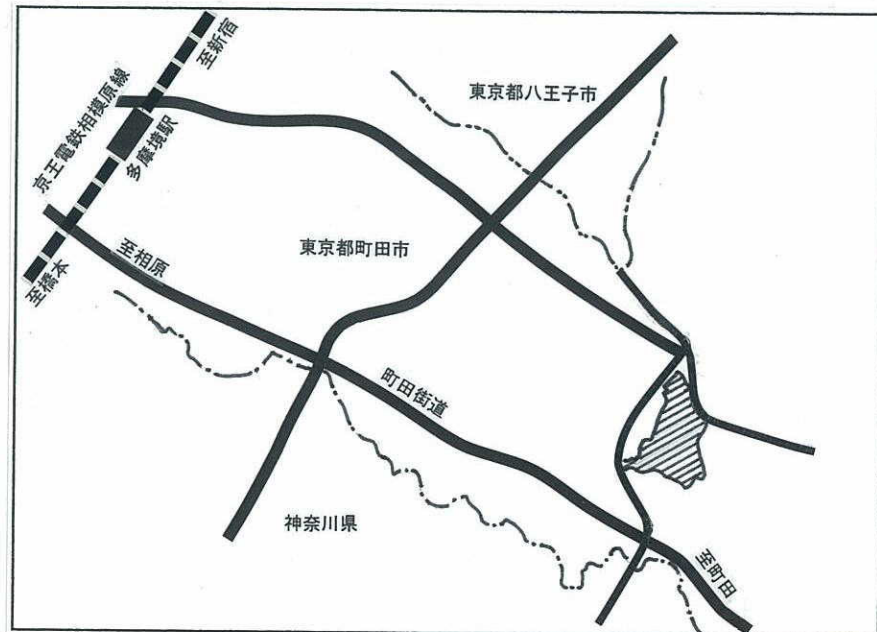 至新宿
京王電鉄相模原線
多摩境駅
東京都八王子市
至相原
東京都町田市
至橋本
町田街道
神奈川県
至町田